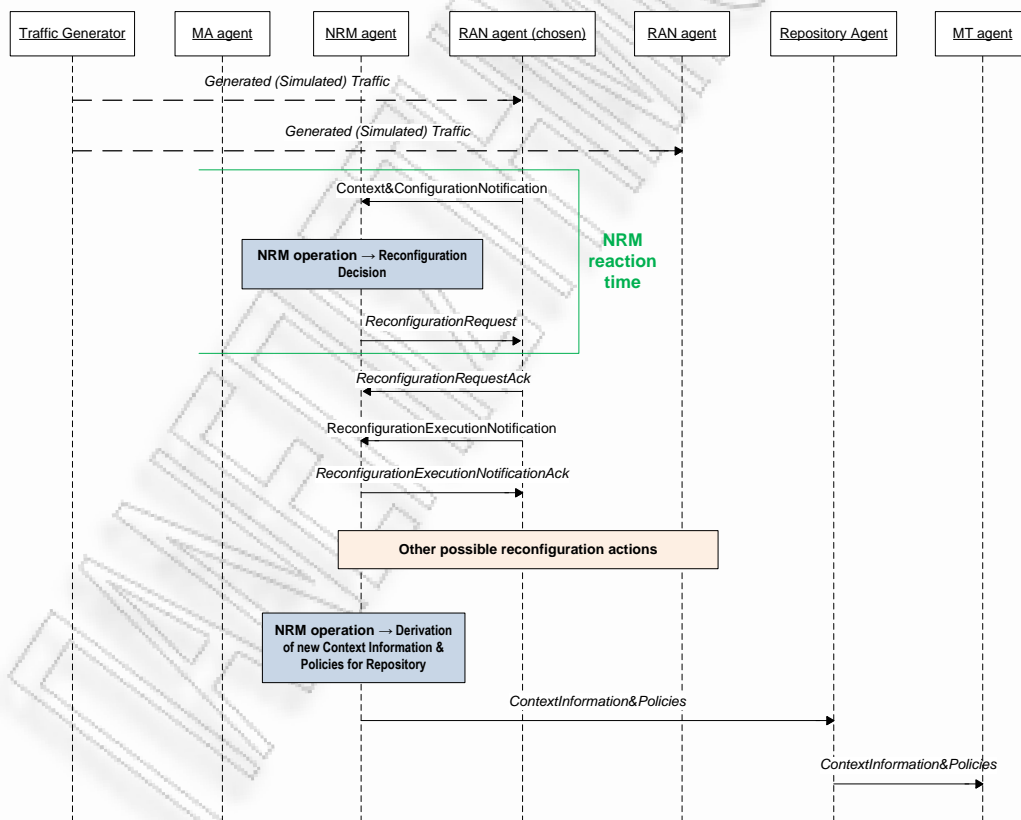 Traffic Generator
MA agent
NRM agent
RAN agent (chosen)
RAN agent
Repository Agent
MT agent
Generated (Simulated) Traffic
Generated (Simulated) Traffic
Context&ConfigurationNotification
NRM operation → Reconfiguration
Decision
NRM
reaction
time
ReconfigurationRequest
ReconfigurationRequestAck
ReconfigurationExecutionNotification
ReconfigurationExecutionNotificationAck
Other possible reconfiguration actions
NRM operation → Derivation
of new Context Information &
Policies for Repository
ContextInformation&Policies
ContextInformation&Policies